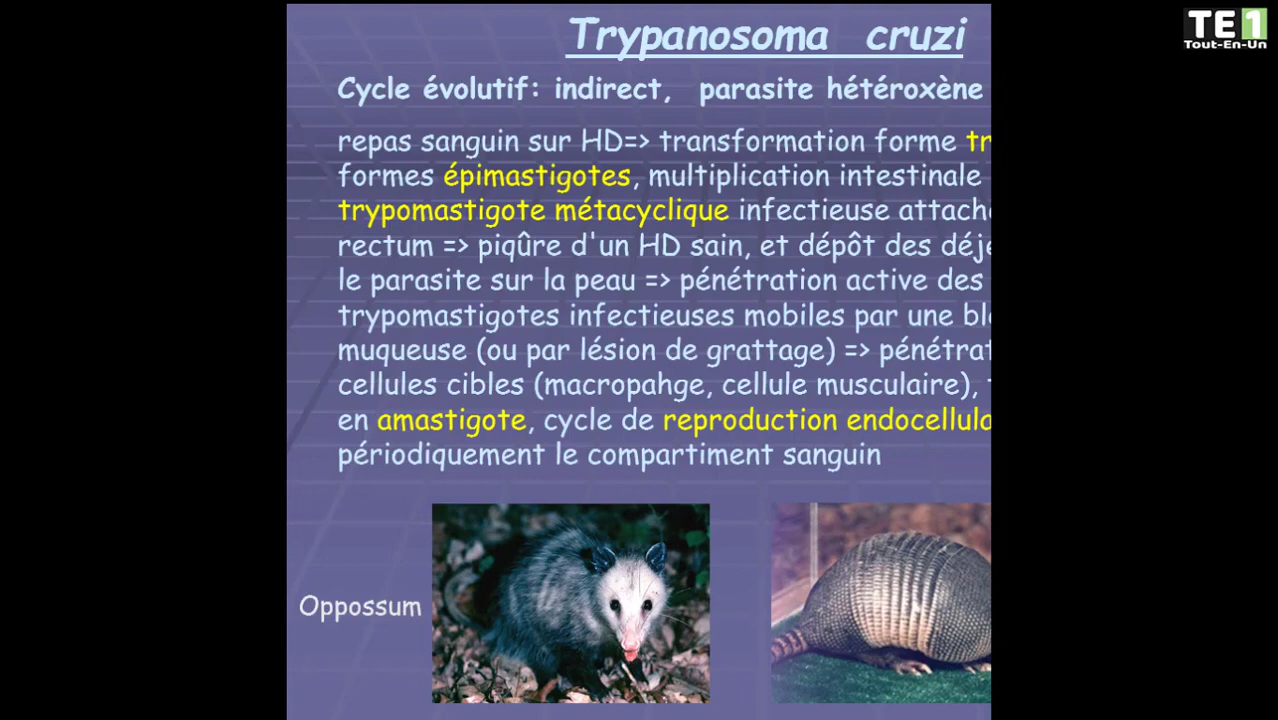 TE1
Tout-En-Un
Trypanosoma cruzi
Cycle évolutif: indirect, parasite hétéroxène
repas sanguin sur HD=> transformation forme
formes épimastigotes, multiplication intestinale
trypomastigote métacyclique infectieuse
rectum => piqûre d'un HD sain, et dépôt des
le parasite sur la peau => pénétration active des
trypomastigotes infectieuses mobiles par une
muqueuse (ou par lésion de grattage) =>
cellules cibles (macropahge, cellule musculaire),
en amastigote, cycle de reproduction
périodiquement le compartiment sanguin
Oppossum